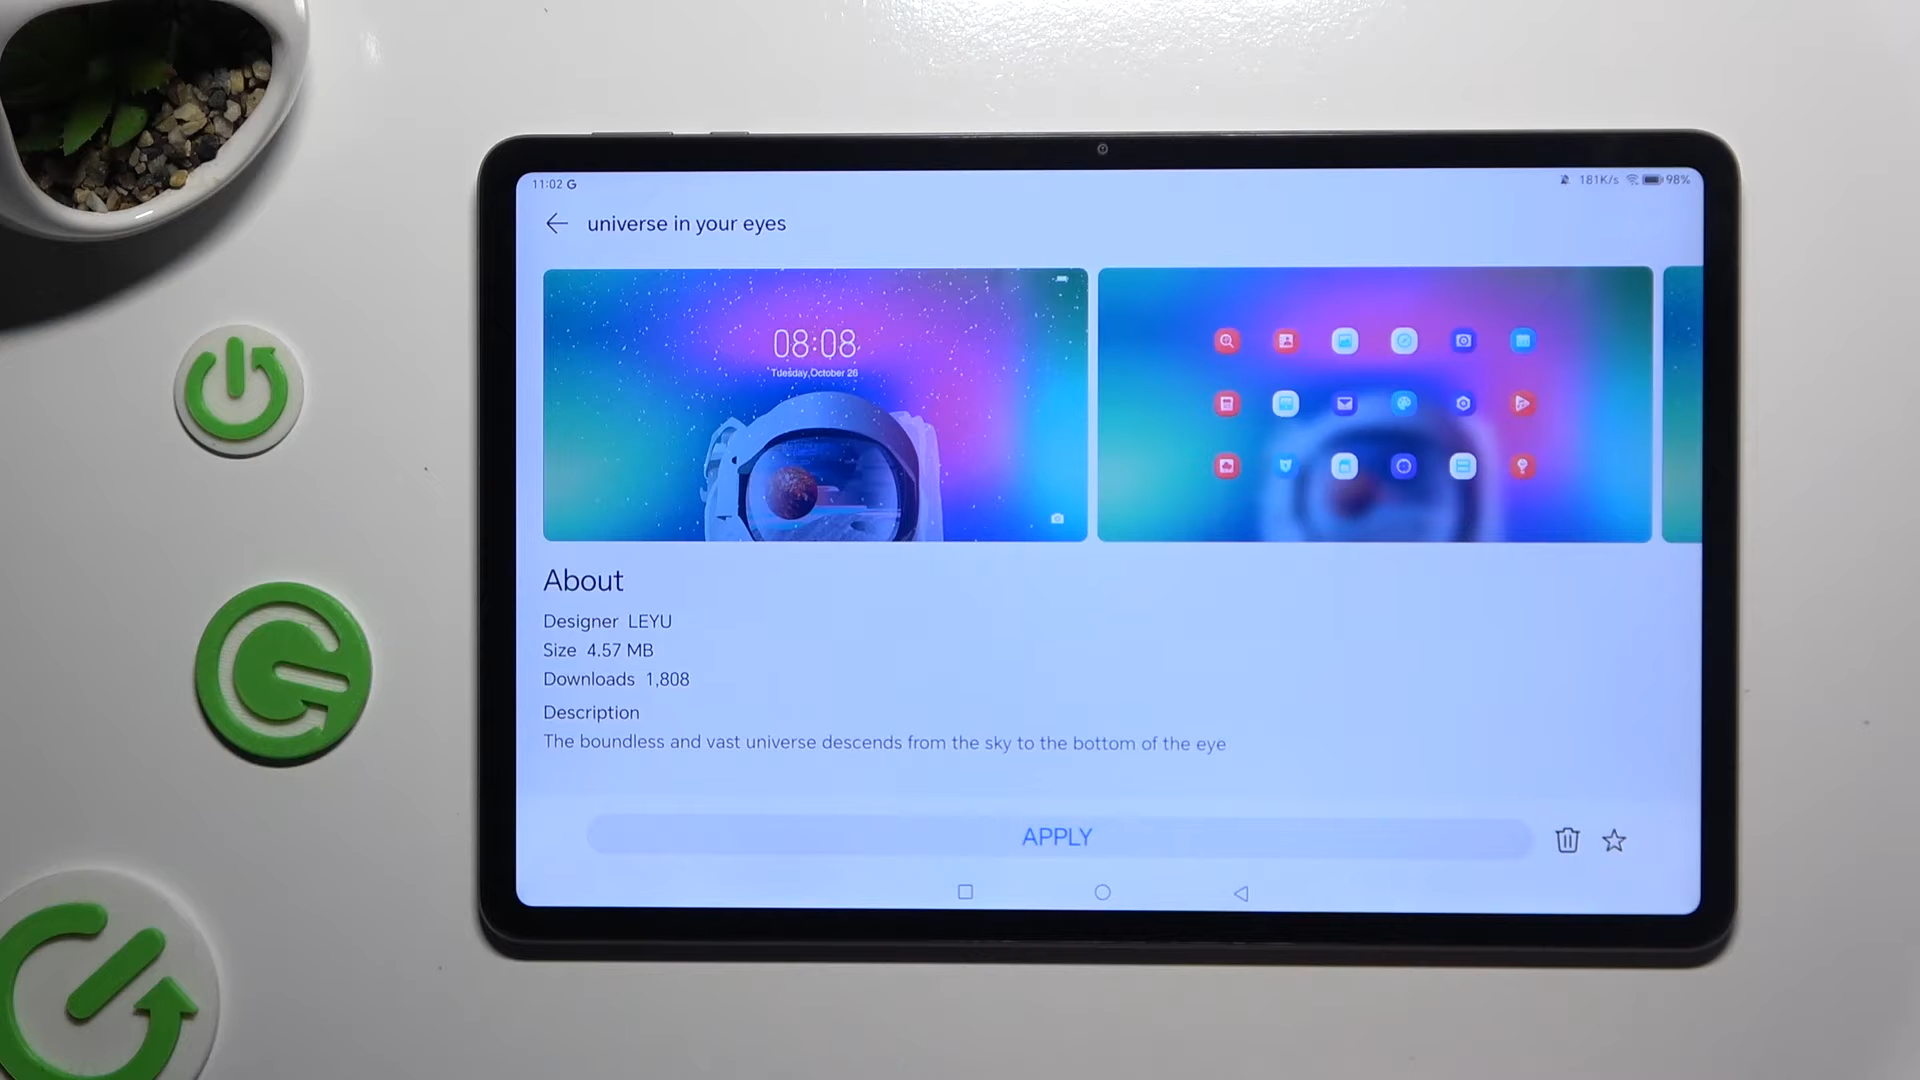 11:02 G
181K/s 98%
universe in your eyes
08:08
Tuesday,October 26
About
Designer LEYU
Size 4.57 MB
Downloads 1,808
Description
The boundless and vast universe descends from the sky to the bottom of the eye
APPLY